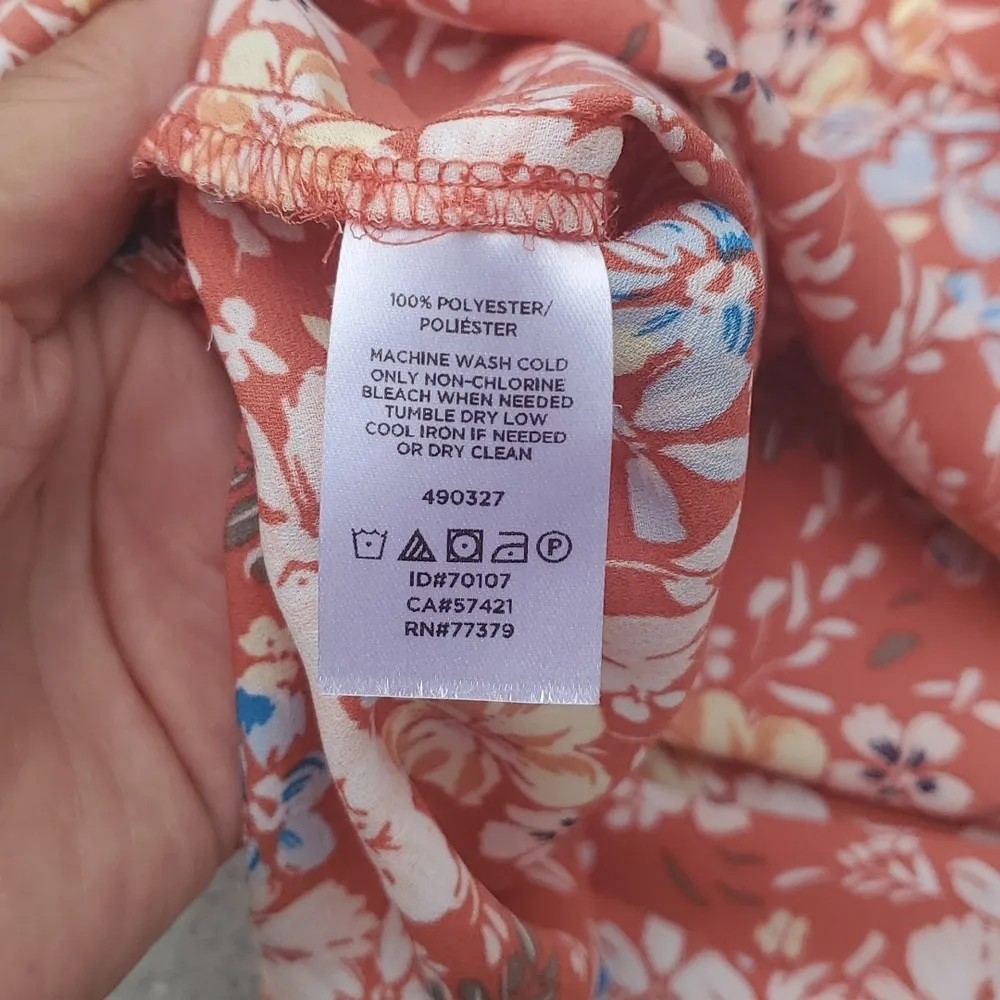 100% POLYESTER/
POLIÉSTER
MACHINE WASH COLD
ONLY NON-CHLORINE
BLEACH WHEN NEEDED
TUMBLE DRY LOW
COOL IRON IF NEEDED
OR DRY CLEAN
490327
P
ID#70107
CA#57421
RN#77379